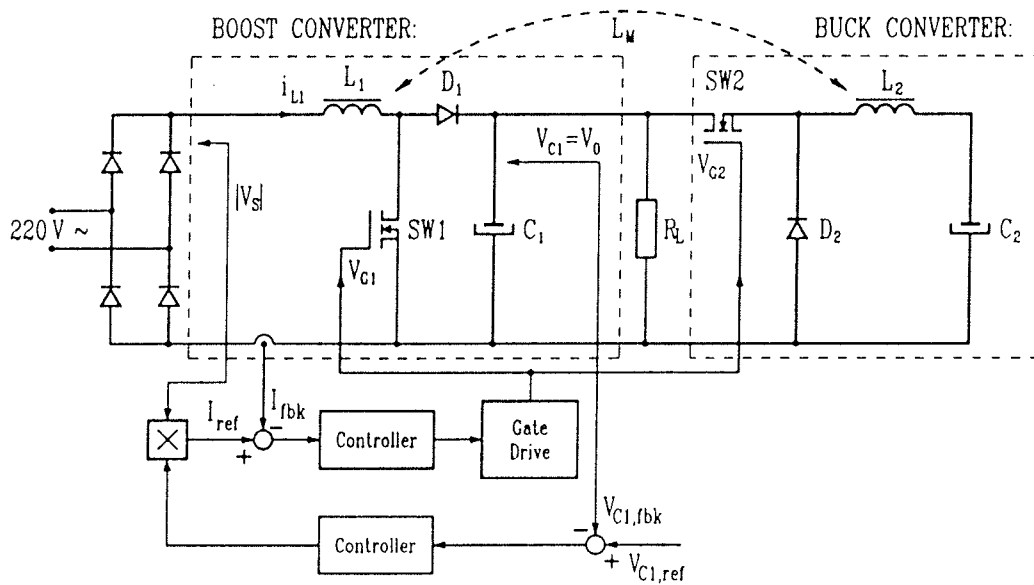 BOOST CONVERTER:
L_M
BUCK CONVERTER:
i_L1
L_1
D_1
SW2
L_2
V_C1=V_0
V_G2
|V_S|
220 V ~
SW1
C_1
R_L
D_2
C_2
V_G1
I_ref
I_fbk
−
+
Controller
Gate
Drive
×
Controller
V_C1,fbk
−
+
V_C1,ref